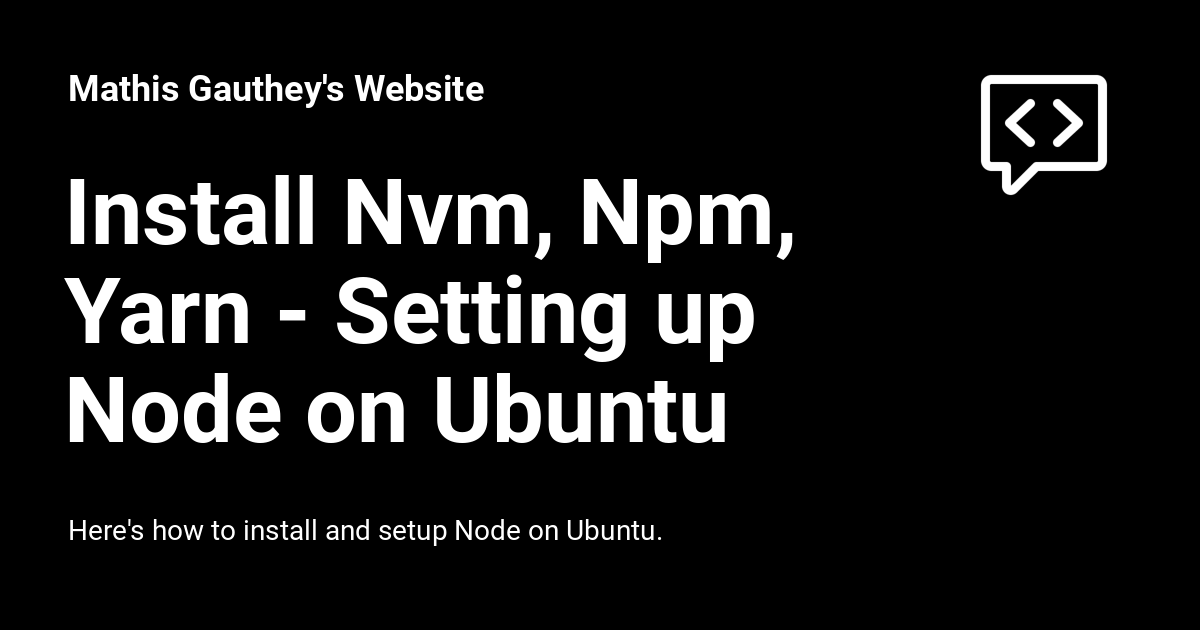 Mathis Gauthey's Website
Install Nvm, Npm,
Yarn - Setting up
Node on Ubuntu
Here's how to install and setup Node on Ubuntu.